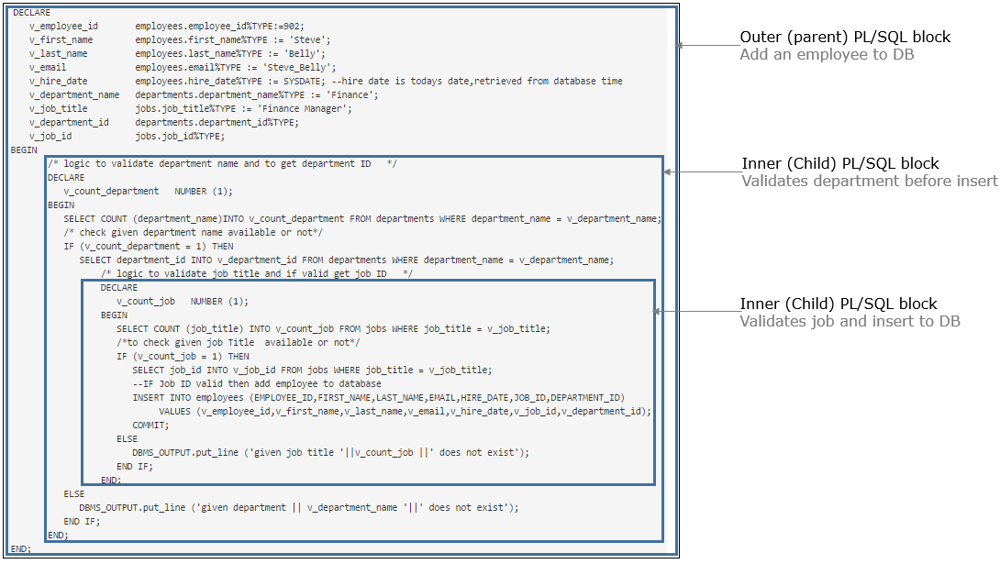 DECLARE
v_employee_id employees.employee_id%TYPE:=902;
v_first_name employees.first_name%TYPE := 'Steve';
v_last_name employees.last_name%TYPE := 'Belly';
v_email employees.email%TYPE := 'Steve_Belly';
v_hire_date employees.hire_date%TYPE := SYSDATE; --hire date is todays date,retrieved from database time
v_department_name departments.department_name%TYPE := 'Finance';
v_job_title jobs.job_title%TYPE := 'Finance Manager';
v_department_id departments.department_id%TYPE;
v_job_id jobs.job_id%TYPE;
BEGIN
/* logic to validate department name and to get department ID */
DECLARE
v_count_department NUMBER (1);
BEGIN
SELECT COUNT (department_name)INTO v_count_department FROM departments WHERE department_name = v_department_name;
/* check given department name available or not*/
IF (v_count_department = 1) THEN
SELECT department_id INTO v_department_id FROM departments WHERE department_name = v_department_name;
/* logic to validate job title and if valid get job ID */
DECLARE
v_count_job NUMBER (1);
BEGIN
SELECT COUNT (job_title) INTO v_count_job FROM jobs WHERE job_title = v_job_title;
/*to check given job Title available or not*/
IF (v_count_job = 1) THEN
SELECT job_id INTO v_job_id FROM jobs WHERE job_title = v_job_title;
--IF Job ID valid then add employee to database
INSERT INTO employees (EMPLOYEE_ID,FIRST_NAME,LAST_NAME,EMAIL,HIRE_DATE,JOB_ID,DEPARTMENT_ID)
VALUES (v_employee_id,v_first_name,v_last_name,v_email,v_hire_date,v_job_id,v_department_id);
COMMIT;
ELSE
DBMS_OUTPUT.put_line ('given job title '||v_count_job ||' does not exist');
END IF;
END;
ELSE
DBMS_OUTPUT.put_line ('given department || v_department_name '||' does not exist');
END IF;
END;
END;
Outer (parent) PL/SQL block
Add an employee to DB
Inner (Child) PL/SQL block
Validates department before insert
Inner (Child) PL/SQL block
Validates job and insert to DB